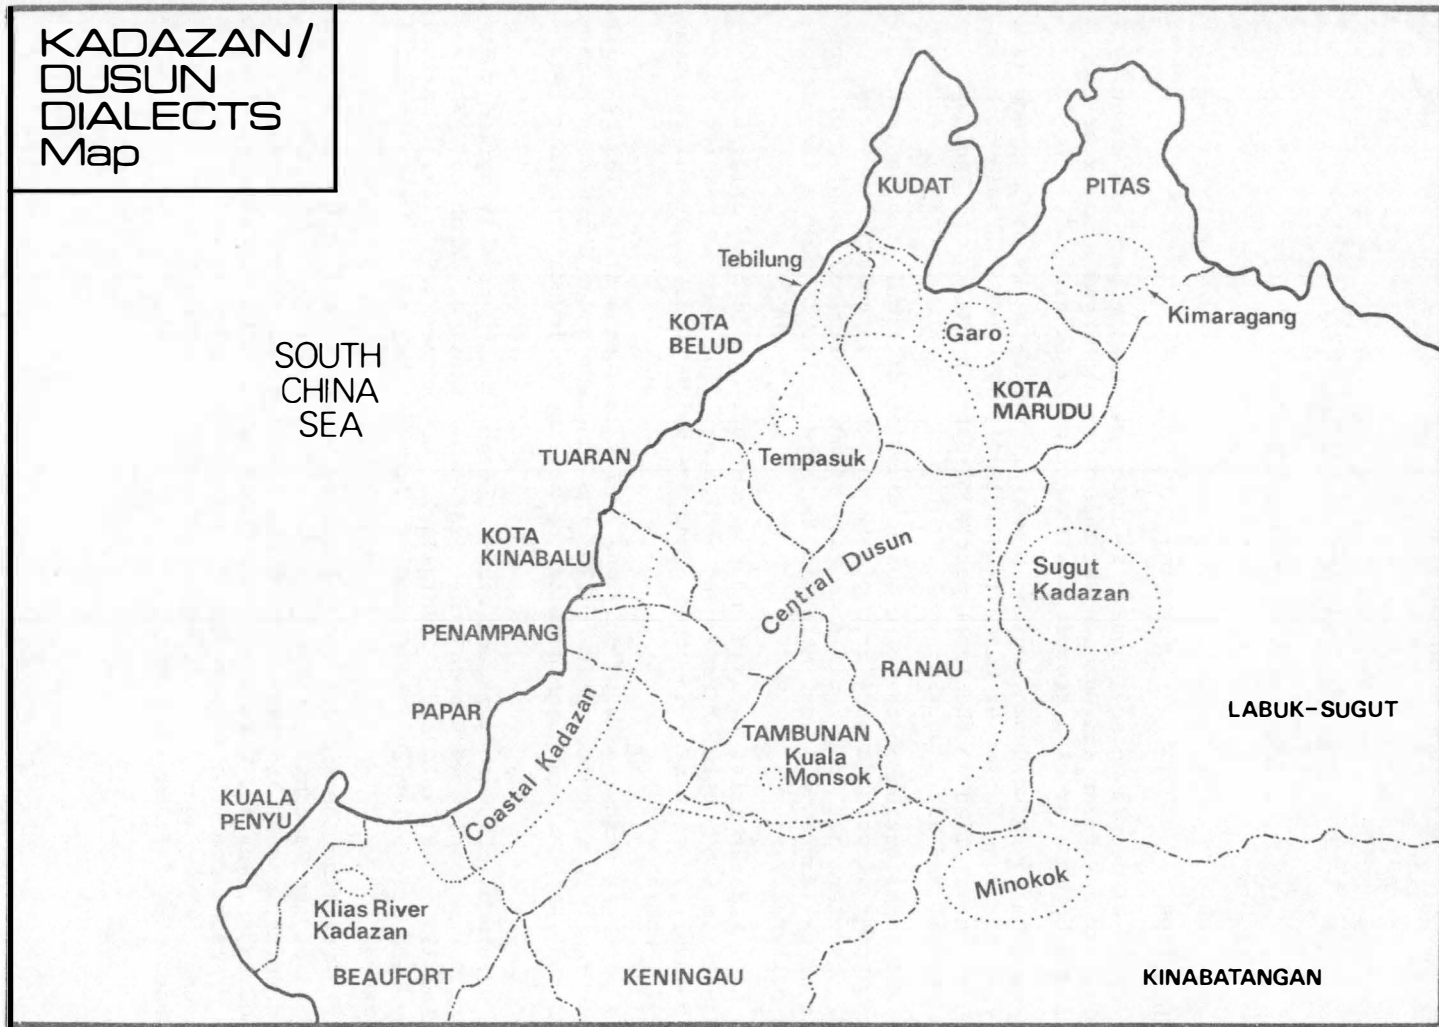 KADAZAN/
DUSUN
DIALECTS
Map
KUDAT
PITAS
Tebilung
Kimaragang
KOTA
BELUD
Garo
SOUTH
CHINA
SEA
KOTA
MARUDU
TUARAN
Tempasuk
KOTA
KINABALU
Central Dusun
Sugut
Kadazan
PENAMPANG
RANAU
PAPAR
Coastal Kadazan
LABUK-SUGUT
TAMBUNAN
Kuala
Monsok
KUALA
PENYU
Minokok
Klias River
Kadazan
BEAUFORT
KENINGAU
KINABATANGAN